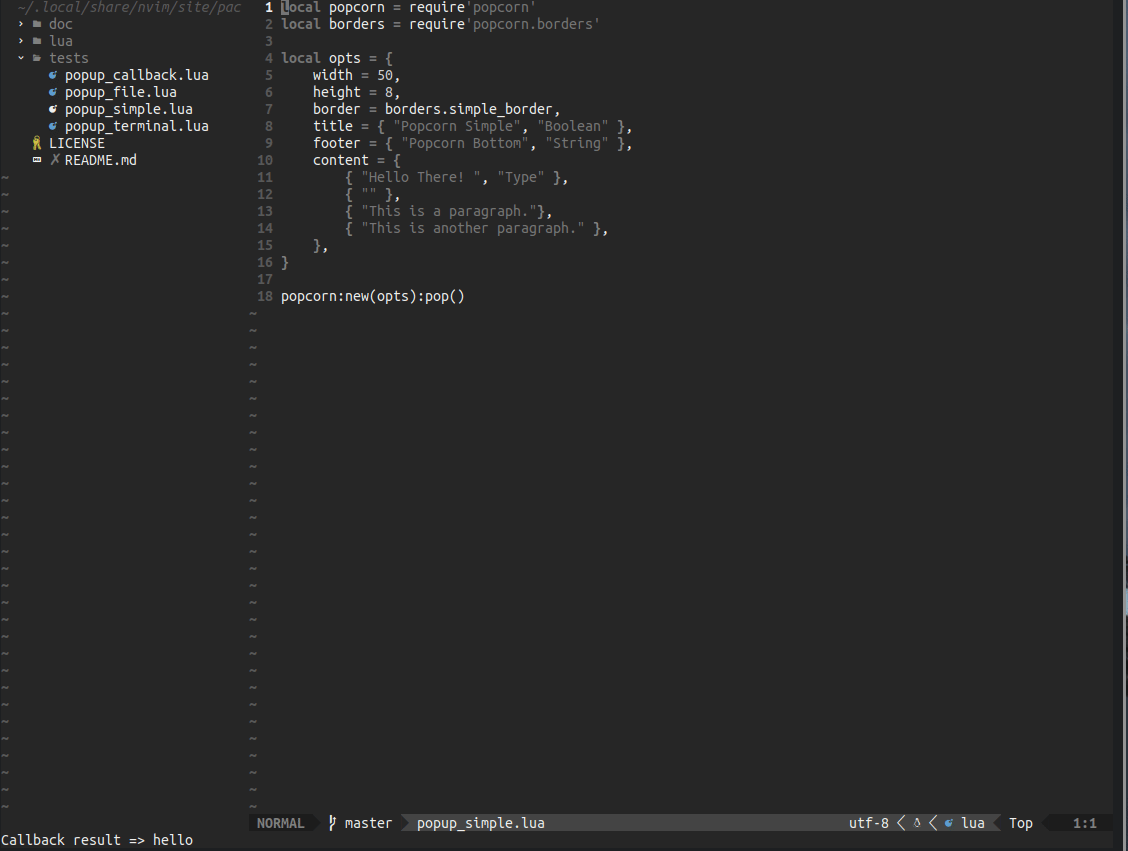 ~/.local/share/nvim/site/pac
› doc
› lua
⌄ tests
popup_callback.lua
popup_file.lua
popup_simple.lua
popup_terminal.lua
LICENSE
✗ README.md
1 local popcorn = require'popcorn'
2 local borders = require'popcorn.borders'
3
4 local opts = {
5     width = 50,
6     height = 8,
7     border = borders.simple_border,
8     title = { "Popcorn Simple", "Boolean" },
9     footer = { "Popcorn Bottom", "String" },
10     content = {
11         { "Hello There! ", "Type" },
12         { "" },
13         { "This is a paragraph."},
14         { "This is another paragraph." },
15     },
16 }
17
18 popcorn:new(opts):pop()
NORMAL master popup_simple.lua utf-8 lua Top 1:1
Callback result => hello